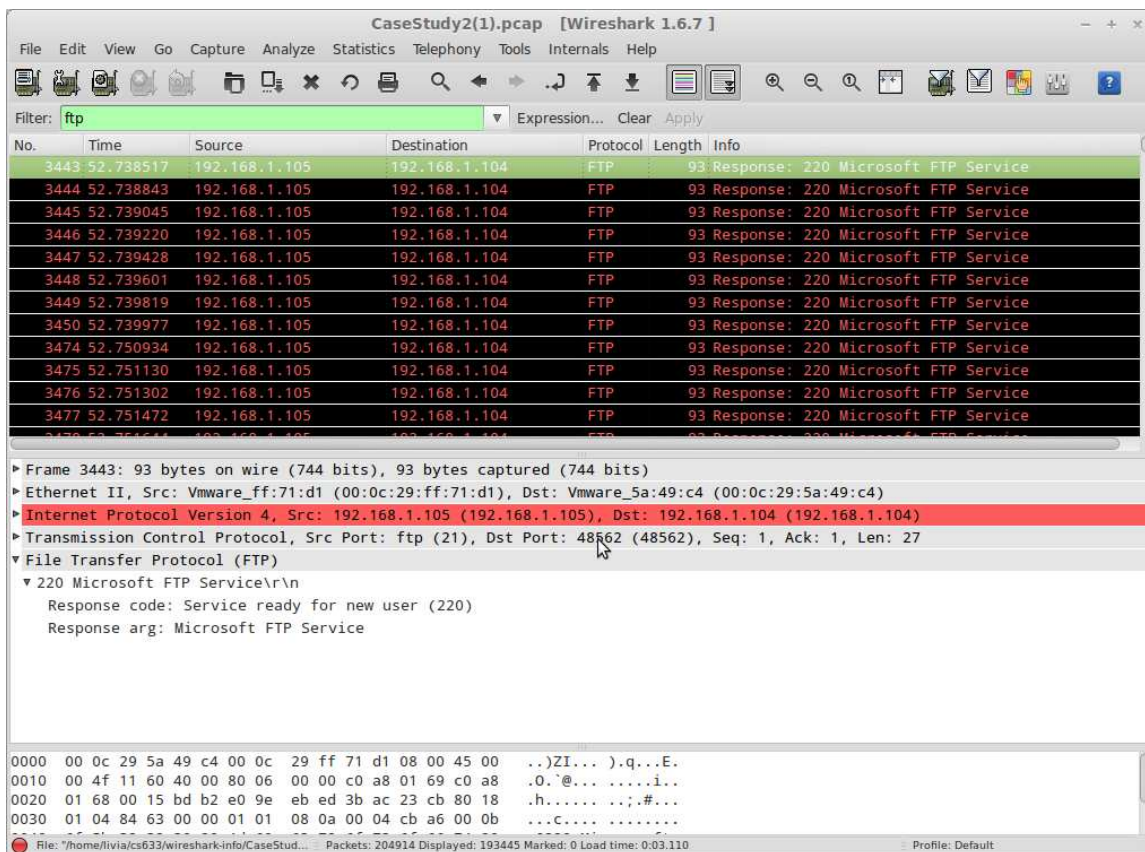 CaseStudy2(1).pcap [Wireshark 1.6.7 ]
File Edit View Go Capture Analyze Statistics Telephony Tools Internals Help
Filter: ftp Expression... Clear Apply
No. Time Source Destination Protocol Length Info
3443 52.738517 192.168.1.105 192.168.1.104 FTP 93 Response: 220 Microsoft FTP Service
3444 52.738843 192.168.1.105 192.168.1.104 FTP 93 Response: 220 Microsoft FTP Service
3445 52.739045 192.168.1.105 192.168.1.104 FTP 93 Response: 220 Microsoft FTP Service
3446 52.739220 192.168.1.105 192.168.1.104 FTP 93 Response: 220 Microsoft FTP Service
3447 52.739428 192.168.1.105 192.168.1.104 FTP 93 Response: 220 Microsoft FTP Service
3448 52.739601 192.168.1.105 192.168.1.104 FTP 93 Response: 220 Microsoft FTP Service
3449 52.739819 192.168.1.105 192.168.1.104 FTP 93 Response: 220 Microsoft FTP Service
3450 52.739977 192.168.1.105 192.168.1.104 FTP 93 Response: 220 Microsoft FTP Service
3474 52.750934 192.168.1.105 192.168.1.104 FTP 93 Response: 220 Microsoft FTP Service
3475 52.751130 192.168.1.105 192.168.1.104 FTP 93 Response: 220 Microsoft FTP Service
3476 52.751302 192.168.1.105 192.168.1.104 FTP 93 Response: 220 Microsoft FTP Service
3477 52.751472 192.168.1.105 192.168.1.104 FTP 93 Response: 220 Microsoft FTP Service
Frame 3443: 93 bytes on wire (744 bits), 93 bytes captured (744 bits)
Ethernet II, Src: Vmware_ff:71:d1 (00:0c:29:ff:71:d1), Dst: Vmware_5a:49:c4 (00:0c:29:5a:49:c4)
Internet Protocol Version 4, Src: 192.168.1.105 (192.168.1.105), Dst: 192.168.1.104 (192.168.1.104)
Transmission Control Protocol, Src Port: ftp (21), Dst Port: 48562 (48562), Seq: 1, Ack: 1, Len: 27
File Transfer Protocol (FTP)
220 Microsoft FTP Service\r\n
Response code: Service ready for new user (220)
Response arg: Microsoft FTP Service
0000 00 0c 29 5a 49 c4 00 0c 29 ff 71 d1 08 00 45 00 ..)ZI... ).q...E.
0010 00 4f 11 60 40 00 80 06 00 00 c0 a8 01 69 c0 a8 .O.`@... .....i..
0020 01 68 00 15 bd b2 e0 9e eb ed 3b ac 23 cb 80 18 .h...... ..;.#...
0030 01 04 84 63 00 00 01 01 08 0a 00 04 cb a6 00 0b ...c.... ........
File: "/home/livia/cs633/wireshark-info/CaseStud... Packets: 204914 Displayed: 193445 Marked: 0 Load time: 0:03.110 Profile: Default